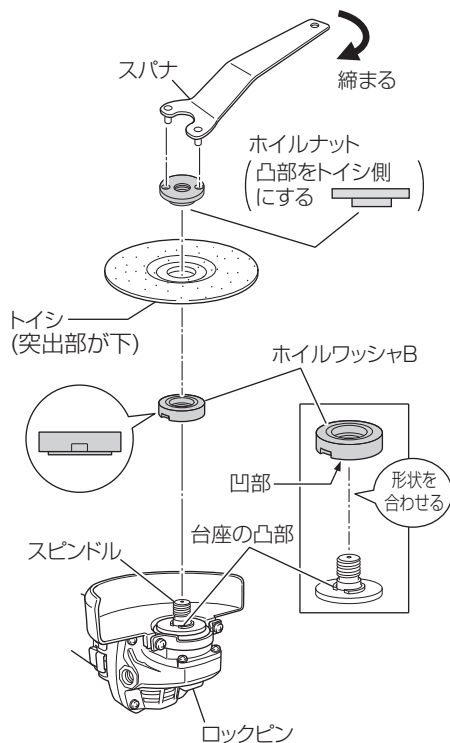 スパナ
締まる
ホイルナット
(凸部をトイシ側
にする)
トイシ
(突出部が下)
ホイルワッシャB
凹部
形状を
合わせる
スピンドル
台座の凸部
ロックピン